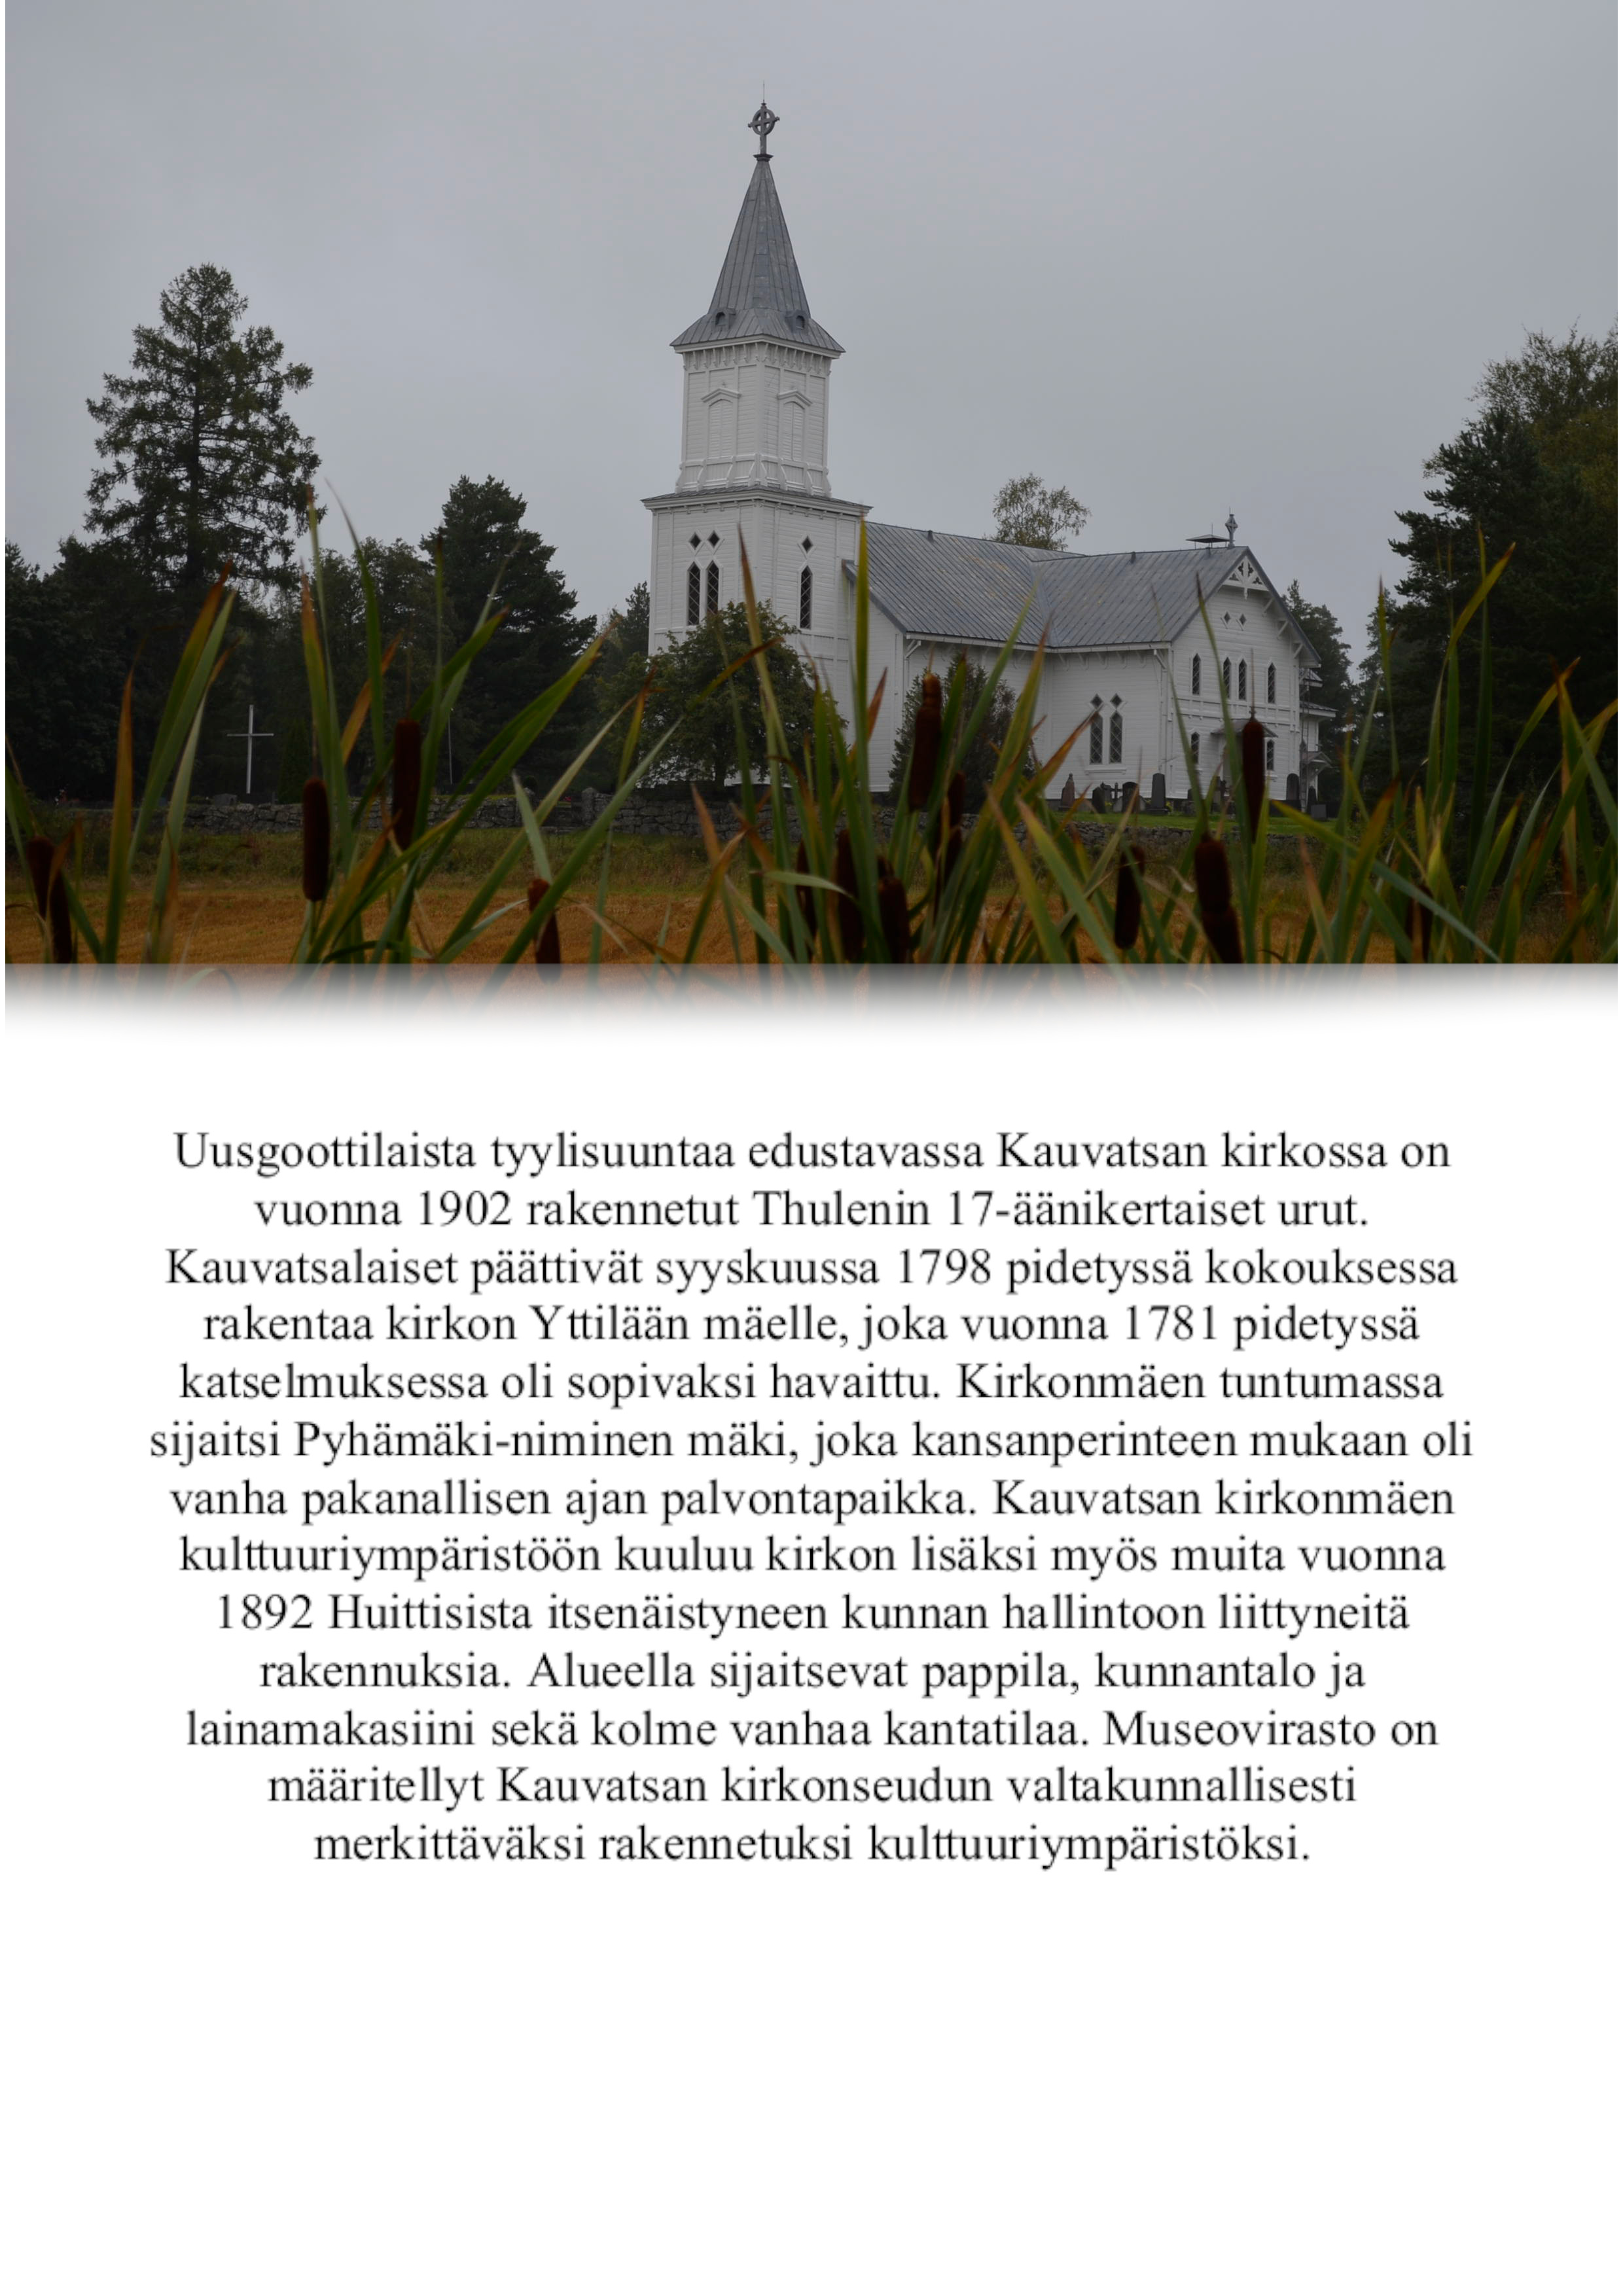 Uusgoottilaista tyylisuuntaa edustavassa Kauvatsan kirkossa on
vuonna 1902 rakennetut Thulenin 17-äänikertaiset urut.
Kauvatsalaiset päättivät syyskuussa 1798 pidetyssä kokouksessa
rakentaa kirkon Yttilään mäelle, joka vuonna 1781 pidetyssä
katselmuksessa oli sopivaksi havaittu. Kirkonmäen tuntumassa
sijaitsi Pyhämäki-niminen mäki, joka kansanperinteen mukaan oli
vanha pakanallisen ajan palvontapaikka. Kauvatsan kirkonmäen
kulttuuriympäristöön kuuluu kirkon lisäksi myös muita vuonna
1892 Huittisista itsenäistyneen kunnan hallintoon liittyneitä
rakennuksia. Alueella sijaitsevat pappila, kunnantalo ja
lainamakasiini sekä kolme vanhaa kantatilaa. Museovirasto on
määritellyt Kauvatsan kirkonseudun valtakunnallisesti
merkittäväksi rakennetuksi kulttuuriympäristöksi.